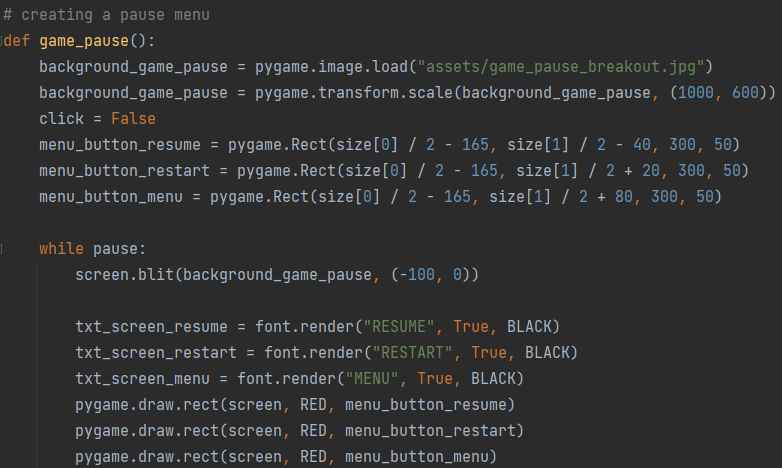 # creating a pause menu
def game_pause():
    background_game_pause = pygame.image.load("assets/game_pause_breakout.jpg")
    background_game_pause = pygame.transform.scale(background_game_pause, (1000, 600))
    click = False
    menu_button_resume = pygame.Rect(size[0] / 2 - 165, size[1] / 2 - 40, 300, 50)
    menu_button_restart = pygame.Rect(size[0] / 2 - 165, size[1] / 2 + 20, 300, 50)
    menu_button_menu = pygame.Rect(size[0] / 2 - 165, size[1] / 2 + 80, 300, 50)

    while pause:
        screen.blit(background_game_pause, (-100, 0))

        txt_screen_resume = font.render("RESUME", True, BLACK)
        txt_screen_restart = font.render("RESTART", True, BLACK)
        txt_screen_menu = font.render("MENU", True, BLACK)
        pygame.draw.rect(screen, RED, menu_button_resume)
        pygame.draw.rect(screen, RED, menu_button_restart)
        pygame.draw.rect(screen, RED, menu_button_menu)